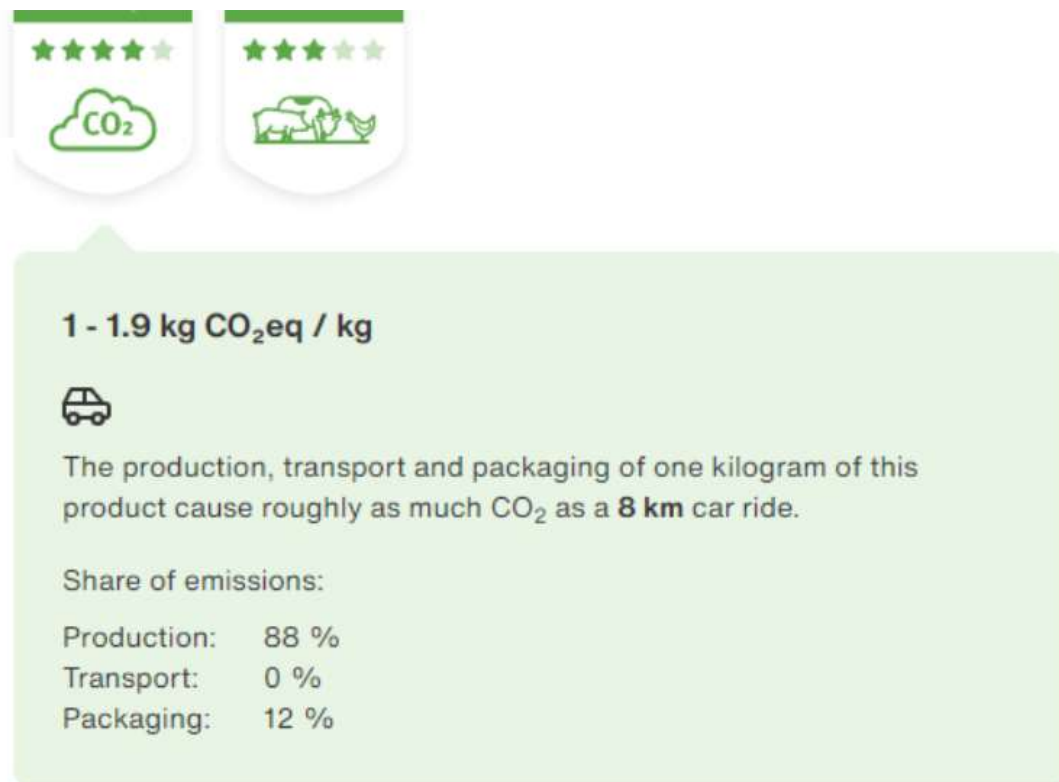 CO₂
1 - 1.9 kg CO₂eq / kg
The production, transport and packaging of one kilogram of this
product cause roughly as much CO₂ as a 8 km car ride.
Share of emissions:
Production: 88 %
Transport: 0 %
Packaging: 12 %